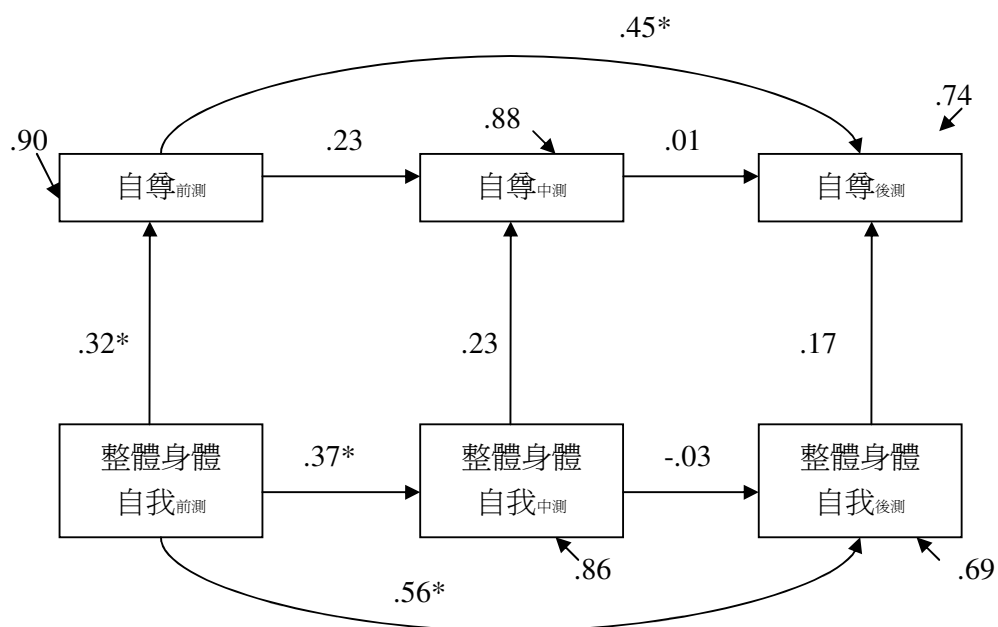 .45*
.74
.90
.23
.88
.01
自尊前測
自尊中測
自尊後測
.32*
.23
.17
整體身體
自我前測
.37*
整體身體
自我中測
-.03
整體身體
自我後測
.86
.69
.56*